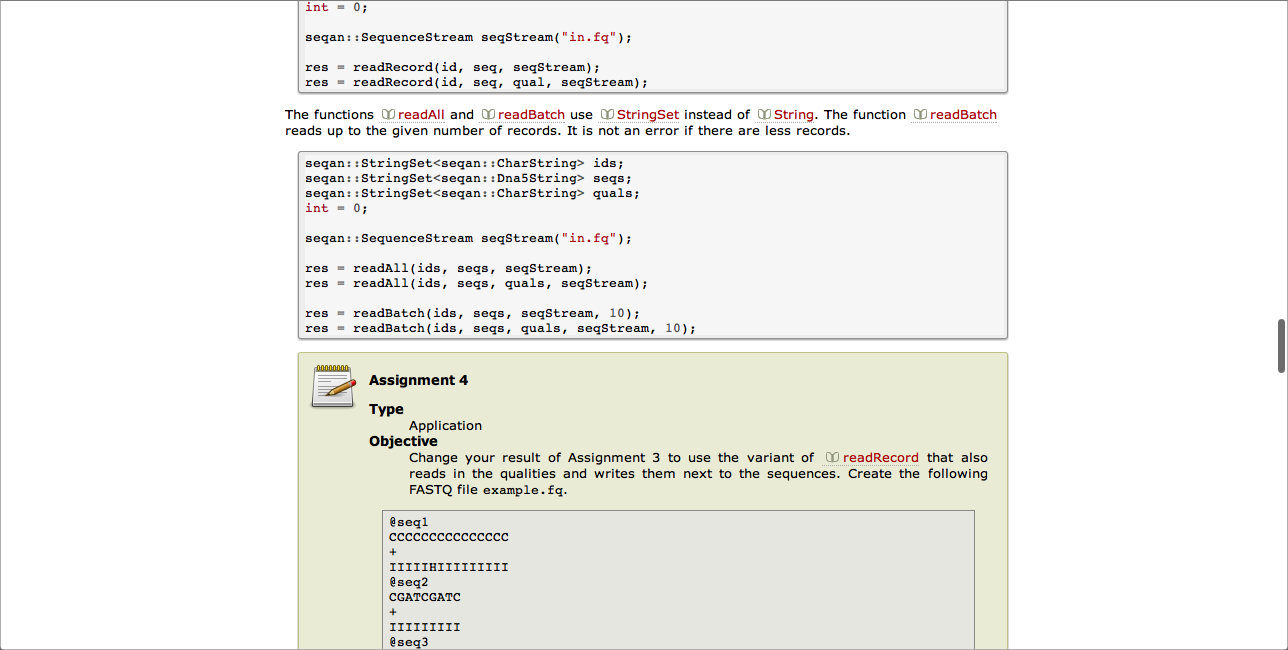 int = 0;
seqan::SequenceStream seqStream("in.fq");
res = readRecord(id, seq, seqStream);
res = readRecord(id, seq, qual, seqStream);
The functions readAll and readBatch use StringSet instead of String. The function readBatch
reads up to the given number of records. It is not an error if there are less records.
seqan::StringSet<seqan::CharString> ids;
seqan::StringSet<seqan::Dna5String> seqs;
seqan::StringSet<seqan::CharString> quals;
int = 0;
seqan::SequenceStream seqStream("in.fq");
res = readAll(ids, seqs, seqStream);
res = readAll(ids, seqs, quals, seqStream);
res = readBatch(ids, seqs, seqStream, 10);
res = readBatch(ids, seqs, quals, seqStream, 10);
Assignment 4
Type
Application
Objective
Change your result of Assignment 3 to use the variant of readRecord that also
reads in the qualities and writes them next to the sequences. Create the following
FASTQ file example.fq.
@seq1
CCCCCCCCCCCCCCC
+
IIIIIHIIIIIIIII
@seq2
CGATCGATC
+
IIIIIIIII
@seq3